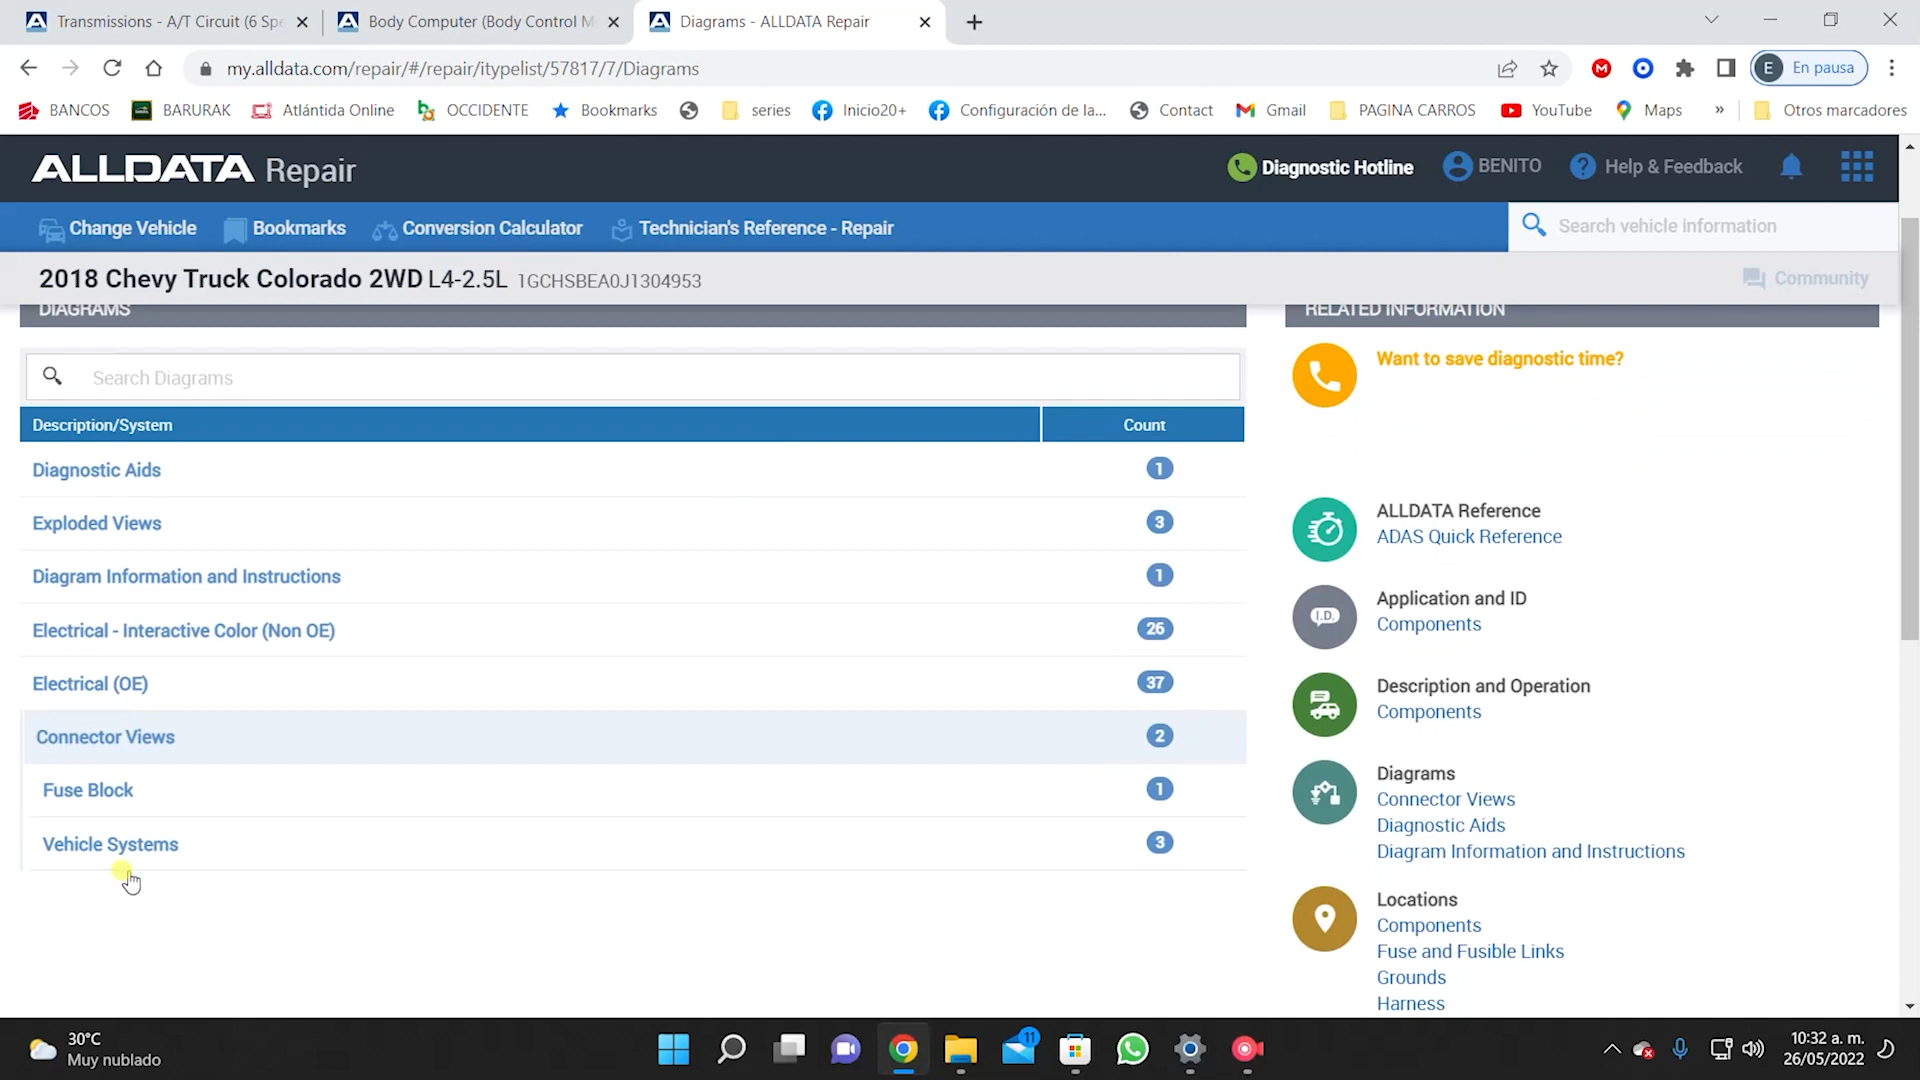 Transmissions - A/T Circuit (6 Spe
Body Computer (Body Control M
Diagrams - ALLDATA Repair
my.alldata.com/repair/#/repair/itypelist/57817/7/Diagrams
E En pausa
BANCOS BARURAK Atlántida Online OCCIDENTE Bookmarks series Inicio20+ Configuración de la... Contact Gmail PAGINA CARROS YouTube Maps » Otros marcadores
ALLDATA Repair
Diagnostic Hotline BENITO Help & Feedback
Change Vehicle Bookmarks Conversion Calculator Technician's Reference - Repair Search vehicle information
2018 Chevy Truck Colorado 2WD L4-2.5L 1GCHSBEA0J1304953 Community
DIAGRAMS
Search Diagrams
Description/System Count
Diagnostic Aids 1
Exploded Views 3
Diagram Information and Instructions 1
Electrical - Interactive Color (Non OE) 26
Electrical (OE) 37
Connector Views 2
Fuse Block 1
Vehicle Systems 3
RELATED INFORMATION
Want to save diagnostic time?
ALLDATA Reference
ADAS Quick Reference
I.D.
Application and ID
Components
Description and Operation
Components
Diagrams
Connector Views
Diagnostic Aids
Diagram Information and Instructions
Locations
Components
Fuse and Fusible Links
Grounds
Harness
30°C
Muy nublado
11
10:32 a. m.
26/05/2022